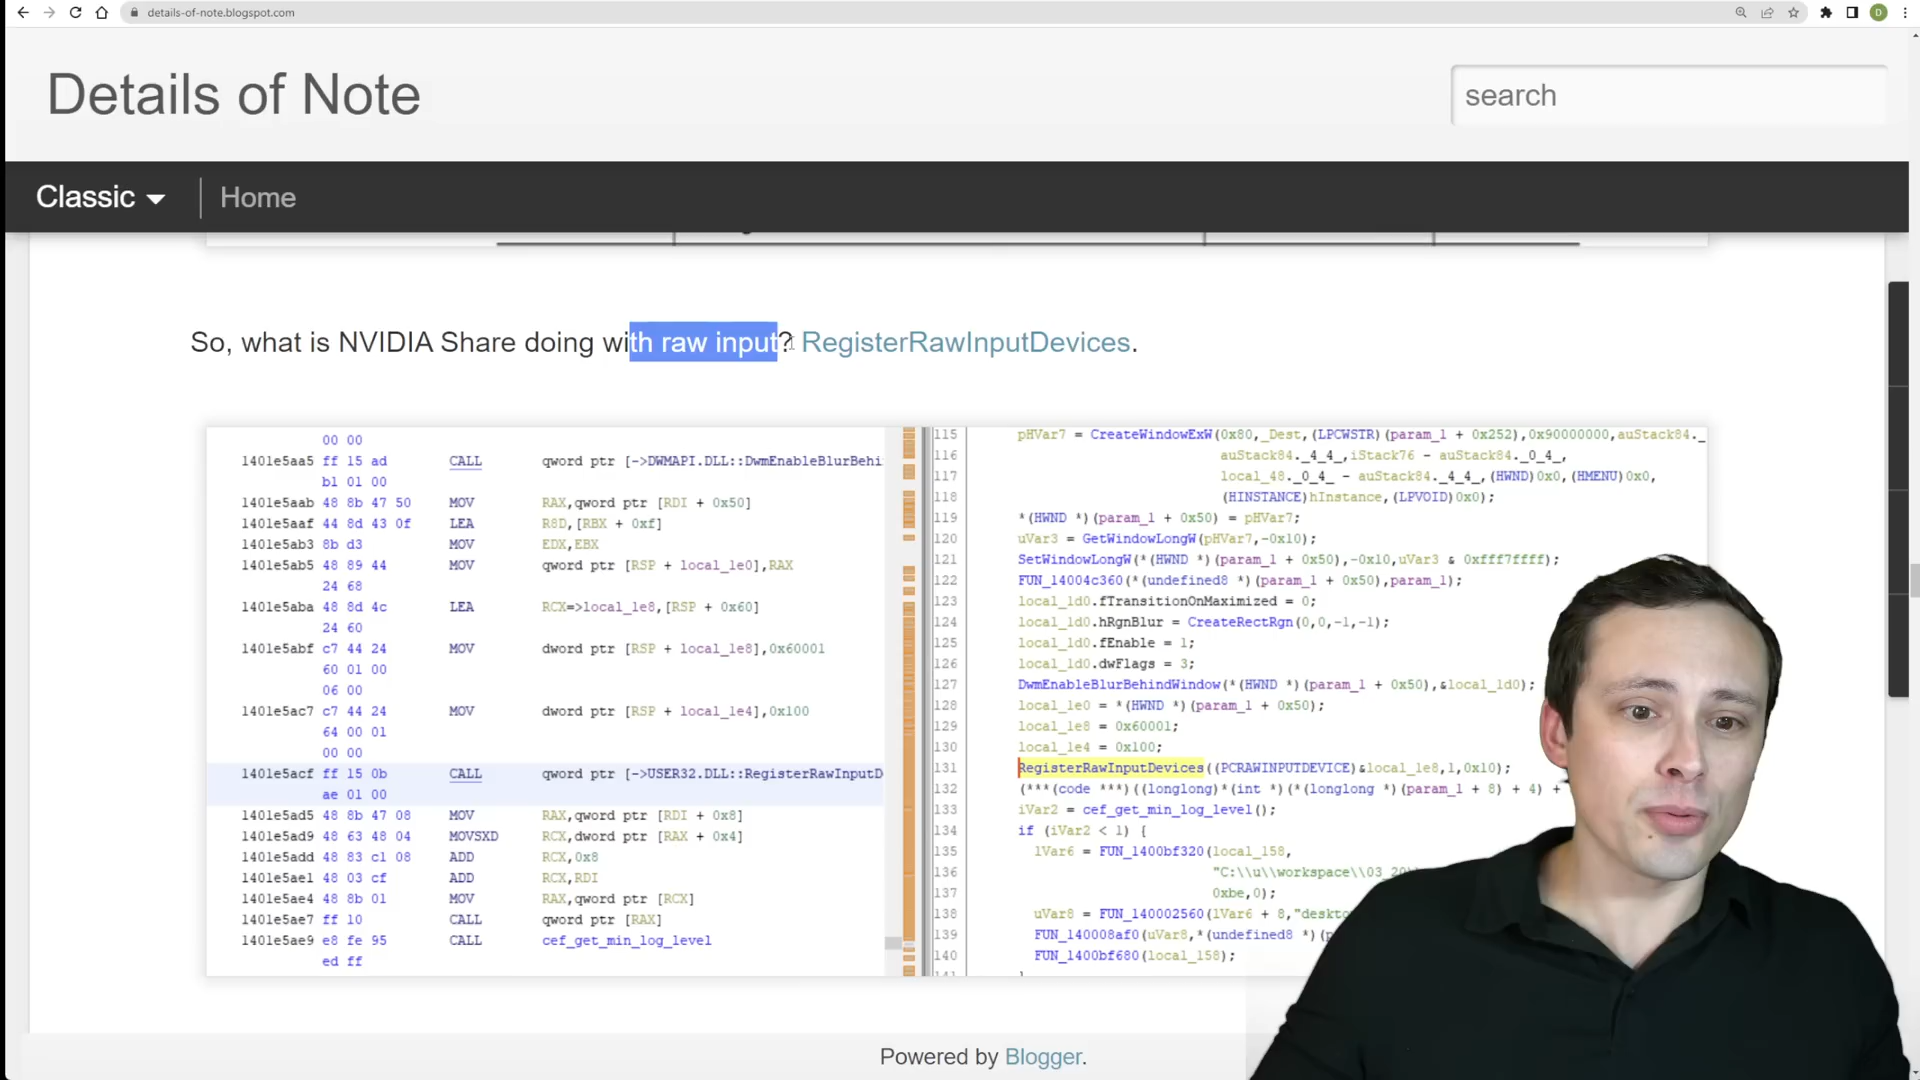 details-of-note.blogspot.com
D
Details of Note
search
Classic
Home
So, what is NVIDIA Share doing with raw input? RegisterRawInputDevices.
00 00
1401e5aa5 ff 15 ad CALL qword ptr [->DWMAPI.DLL::DwmEnableBlurBehi
b1 01 00
1401e5aab 48 8b 47 50 MOV RAX,qword ptr [RDI + 0x50]
1401e5aaf 44 8d 43 0f LEA R8D,[RBX + 0xf]
1401e5ab3 8b d3 MOV EDX,EBX
1401e5ab5 48 89 44 MOV qword ptr [RSP + local_1e0],RAX
24 68
1401e5aba 48 8d 4c LEA RCX=>local_1e8,[RSP + 0x60]
24 60
1401e5abf c7 44 24 MOV dword ptr [RSP + local_1e8],0x60001
60 01 00
06 00
1401e5ac7 c7 44 24 MOV dword ptr [RSP + local_1e4],0x100
64 00 01
00 00
1401e5acf ff 15 0b CALL qword ptr [->USER32.DLL::RegisterRawInputD
ae 01 00
1401e5ad5 48 8b 47 08 MOV RAX,qword ptr [RDI + 0x8]
1401e5ad9 48 63 48 04 MOVSXD RCX,dword ptr [RAX + 0x4]
1401e5add 48 83 c1 08 ADD RCX,0x8
1401e5ae1 48 03 cf ADD RCX,RDI
1401e5ae4 48 8b 01 MOV RAX,qword ptr [RCX]
1401e5ae7 ff 10 CALL qword ptr [RAX]
1401e5ae9 e8 fe 95 CALL cef_get_min_log_level
ed ff
115 pHVar7 = CreateWindowExW(0x80,_Dest,(LPCWSTR)(param_1 + 0x252),0x90000000,auStack84._
116 auStack84._4_4_,iStack76 - auStack84._0_4_,
117 local_48._0_4_ - auStack84._4_4_,(HWND)0x0,(HMENU)0x0,
118 (HINSTANCE)hInstance,(LPVOID)0x0);
119 *(HWND *)(param_1 + 0x50) = pHVar7;
120 uVar3 = GetWindowLongW(pHVar7,-0x10);
121 SetWindowLongW(*(HWND *)(param_1 + 0x50),-0x10,uVar3 & 0xfff7ffff);
122 FUN_14004c360(*(undefined8 *)(param_1 + 0x50),param_1);
123 local_1d0.fTransitionOnMaximized = 0;
124 local_1d0.hRgnBlur = CreateRectRgn(0,0,-1,-1);
125 local_1d0.fEnable = 1;
126 local_1d0.dwFlags = 3;
127 DwmEnableBlurBehindWindow(*(HWND *)(param_1 + 0x50),&local_1d0);
128 local_1e0 = *(HWND *)(param_1 + 0x50);
129 local_1e8 = 0x60001;
130 local_1e4 = 0x100;
131 RegisterRawInputDevices((PCRAWINPUTDEVICE)&local_1e8,1,0x10);
132 (***(code ***)((longlong)*(int *)(*(longlong *)(param_1 + 8) + 4) +
133 iVar2 = cef_get_min_log_level();
134 if (iVar2 < 1) {
135 lVar6 = FUN_1400bf320(local_158,
136 "C:\\u\\workspace\\03_20
137 0xbe,0);
138 uVar8 = FUN_140002560(lVar6 + 8,"deskto
139 FUN_140008af0(uVar8,*(undefined8 *)(p
140 FUN_1400bf680(local_158);
Powered by Blogger.